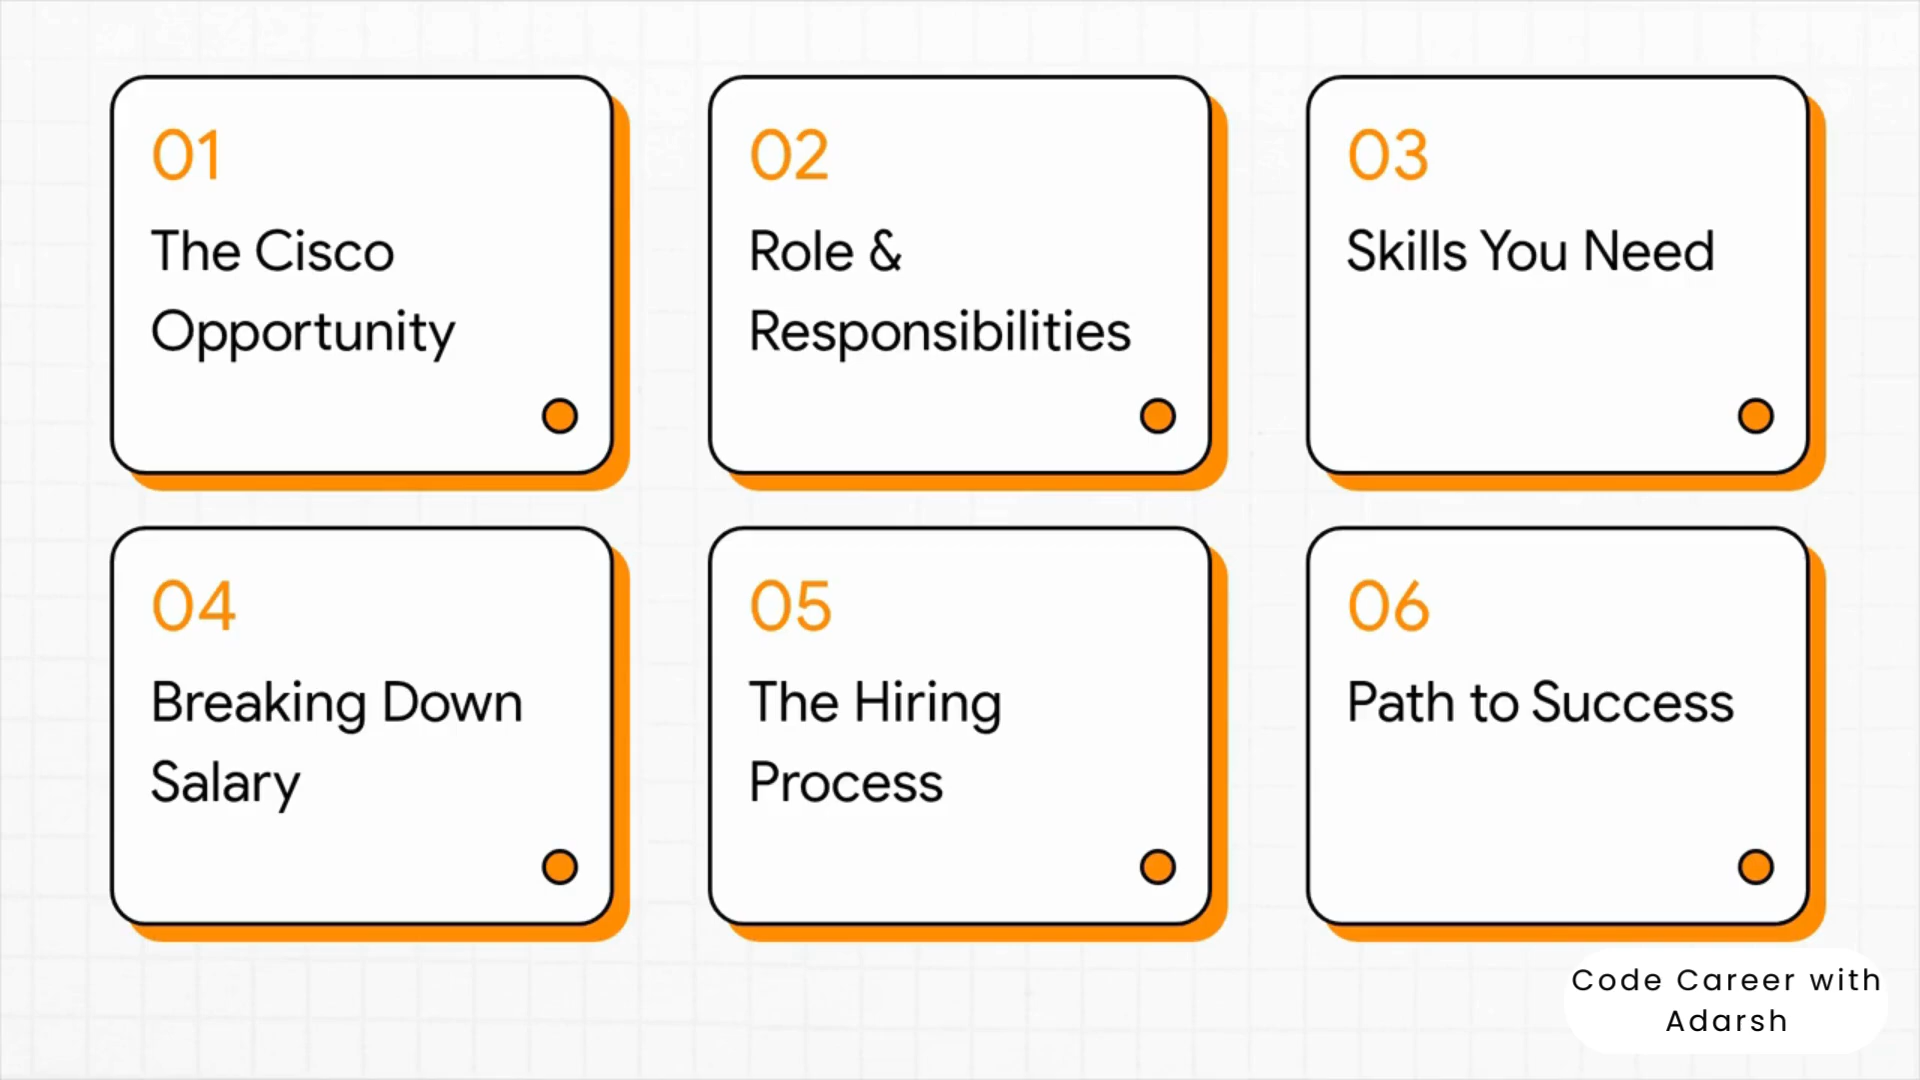 01
The Cisco
Opportunity
02
Role &
Responsibilities
03
Skills You Need
04
Breaking Down
Salary
05
The Hiring
Process
06
Path to Success
Code Career with
Adarsh